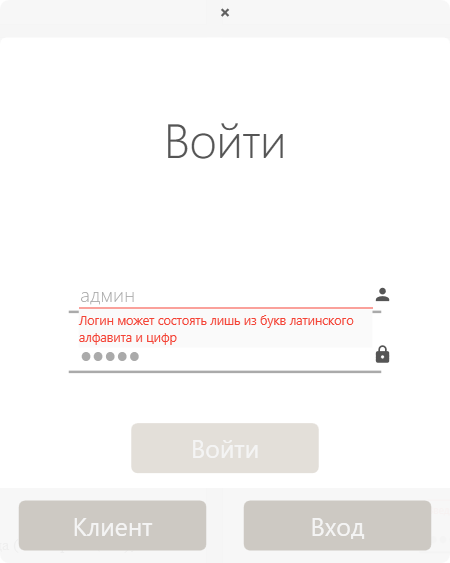 Войти
админ
Логин может состоять лишь из букв латинского
алфавита и цифр
Войти
Клиент
Вход